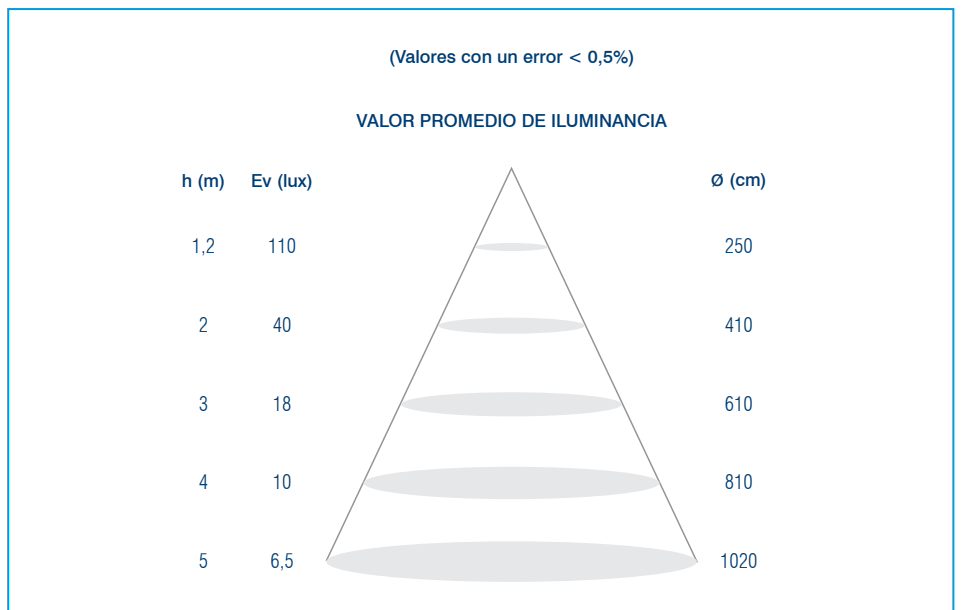 (Valores con un error < 0,5%)
VALOR PROMEDIO DE ILUMINANCIA
h (m) Ev (lux) Ø (cm)
1,2 110 250
2 40 410
3 18 610
4 10 810
5 6,5 1020